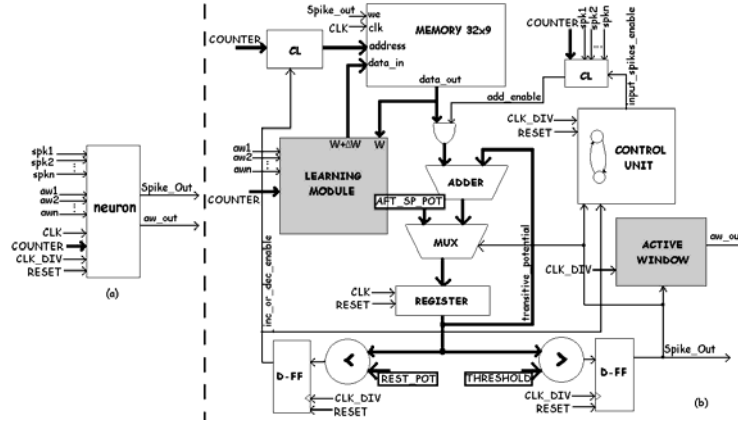 spk1
spk2
spkn
aw1
aw2
awn
CLK
COUNTER
CLK_DIV
RESET
neuron
Spike_Out
aw_out
(a)
Spike_out
CLK
we
clk
address
data_in
MEMORY 32x9
data_out
COUNTER
CL
COUNTER
spk1
spk2
spkn
CL
input_spikes_enable
add_enable
CLK_DIV
RESET
CONTROL
UNIT
aw1
aw2
awn
COUNTER
W+ΔW
W
LEARNING
MODULE
ADDER
AFT_SP_POT
MUX
transitive_potential
ACTIVE
WINDOW
aw_out
CLK_DIV
CLK
RESET
REGISTER
inc_or_dec_enable
D-FF
<
REST_POT
THRESHOLD
>
D-FF
Spike_Out
CLK_DIV
RESET
CLK_DIV
RESET
(b)